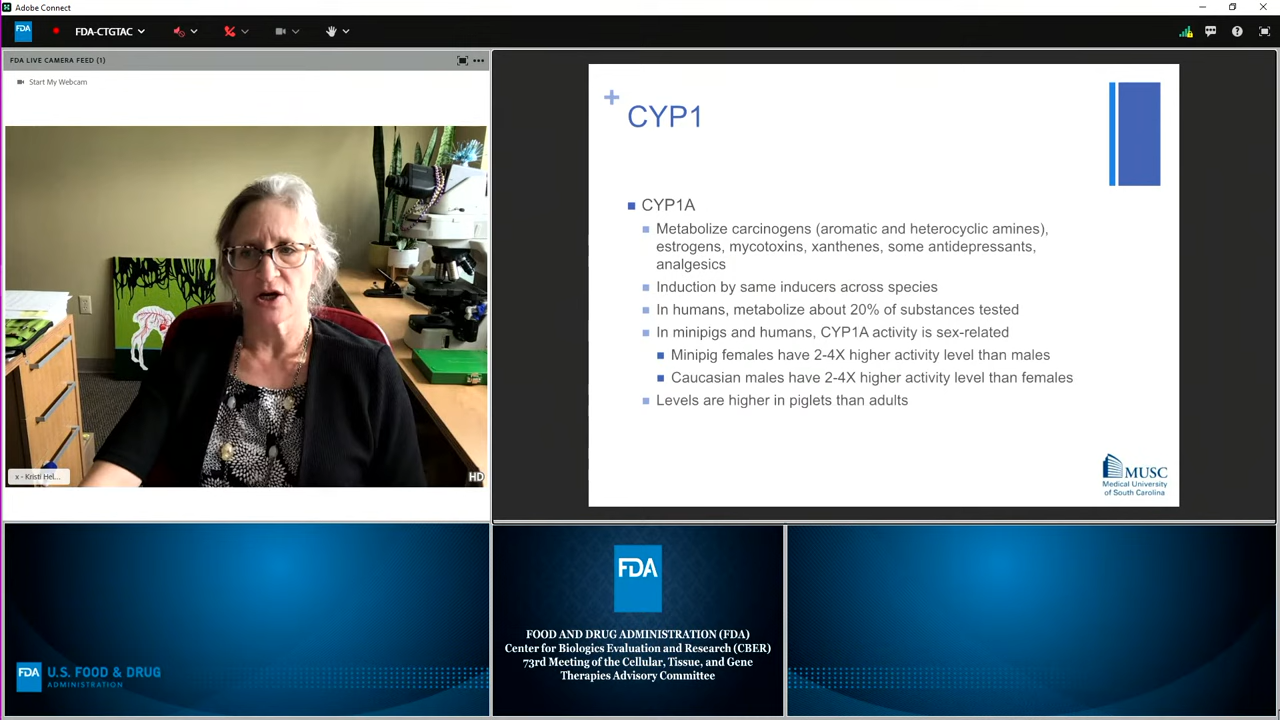 Adobe Connect
FDA
FDA-CTGTAC
FDA LIVE CAMERA FEED (1)
Start My Webcam
x - Kristi Hel...
HD
+
CYP1
CYP1A
Metabolize carcinogens (aromatic and heterocyclic amines),
estrogens, mycotoxins, xanthenes, some antidepressants,
analgesics
Induction by same inducers across species
In humans, metabolize about 20% of substances tested
In minipigs and humans, CYP1A activity is sex-related
Minipig females have 2-4X higher activity level than males
Caucasian males have 2-4X higher activity level than females
Levels are higher in piglets than adults
MUSC
Medical University
of South Carolina
FDA
U.S. FOOD & DRUG
ADMINISTRATION
FDA
FOOD AND DRUG ADMINISTRATION (FDA)
Center for Biologics Evaluation and Research (CBER)
73rd Meeting of the Cellular, Tissue, and Gene
Therapies Advisory Committee